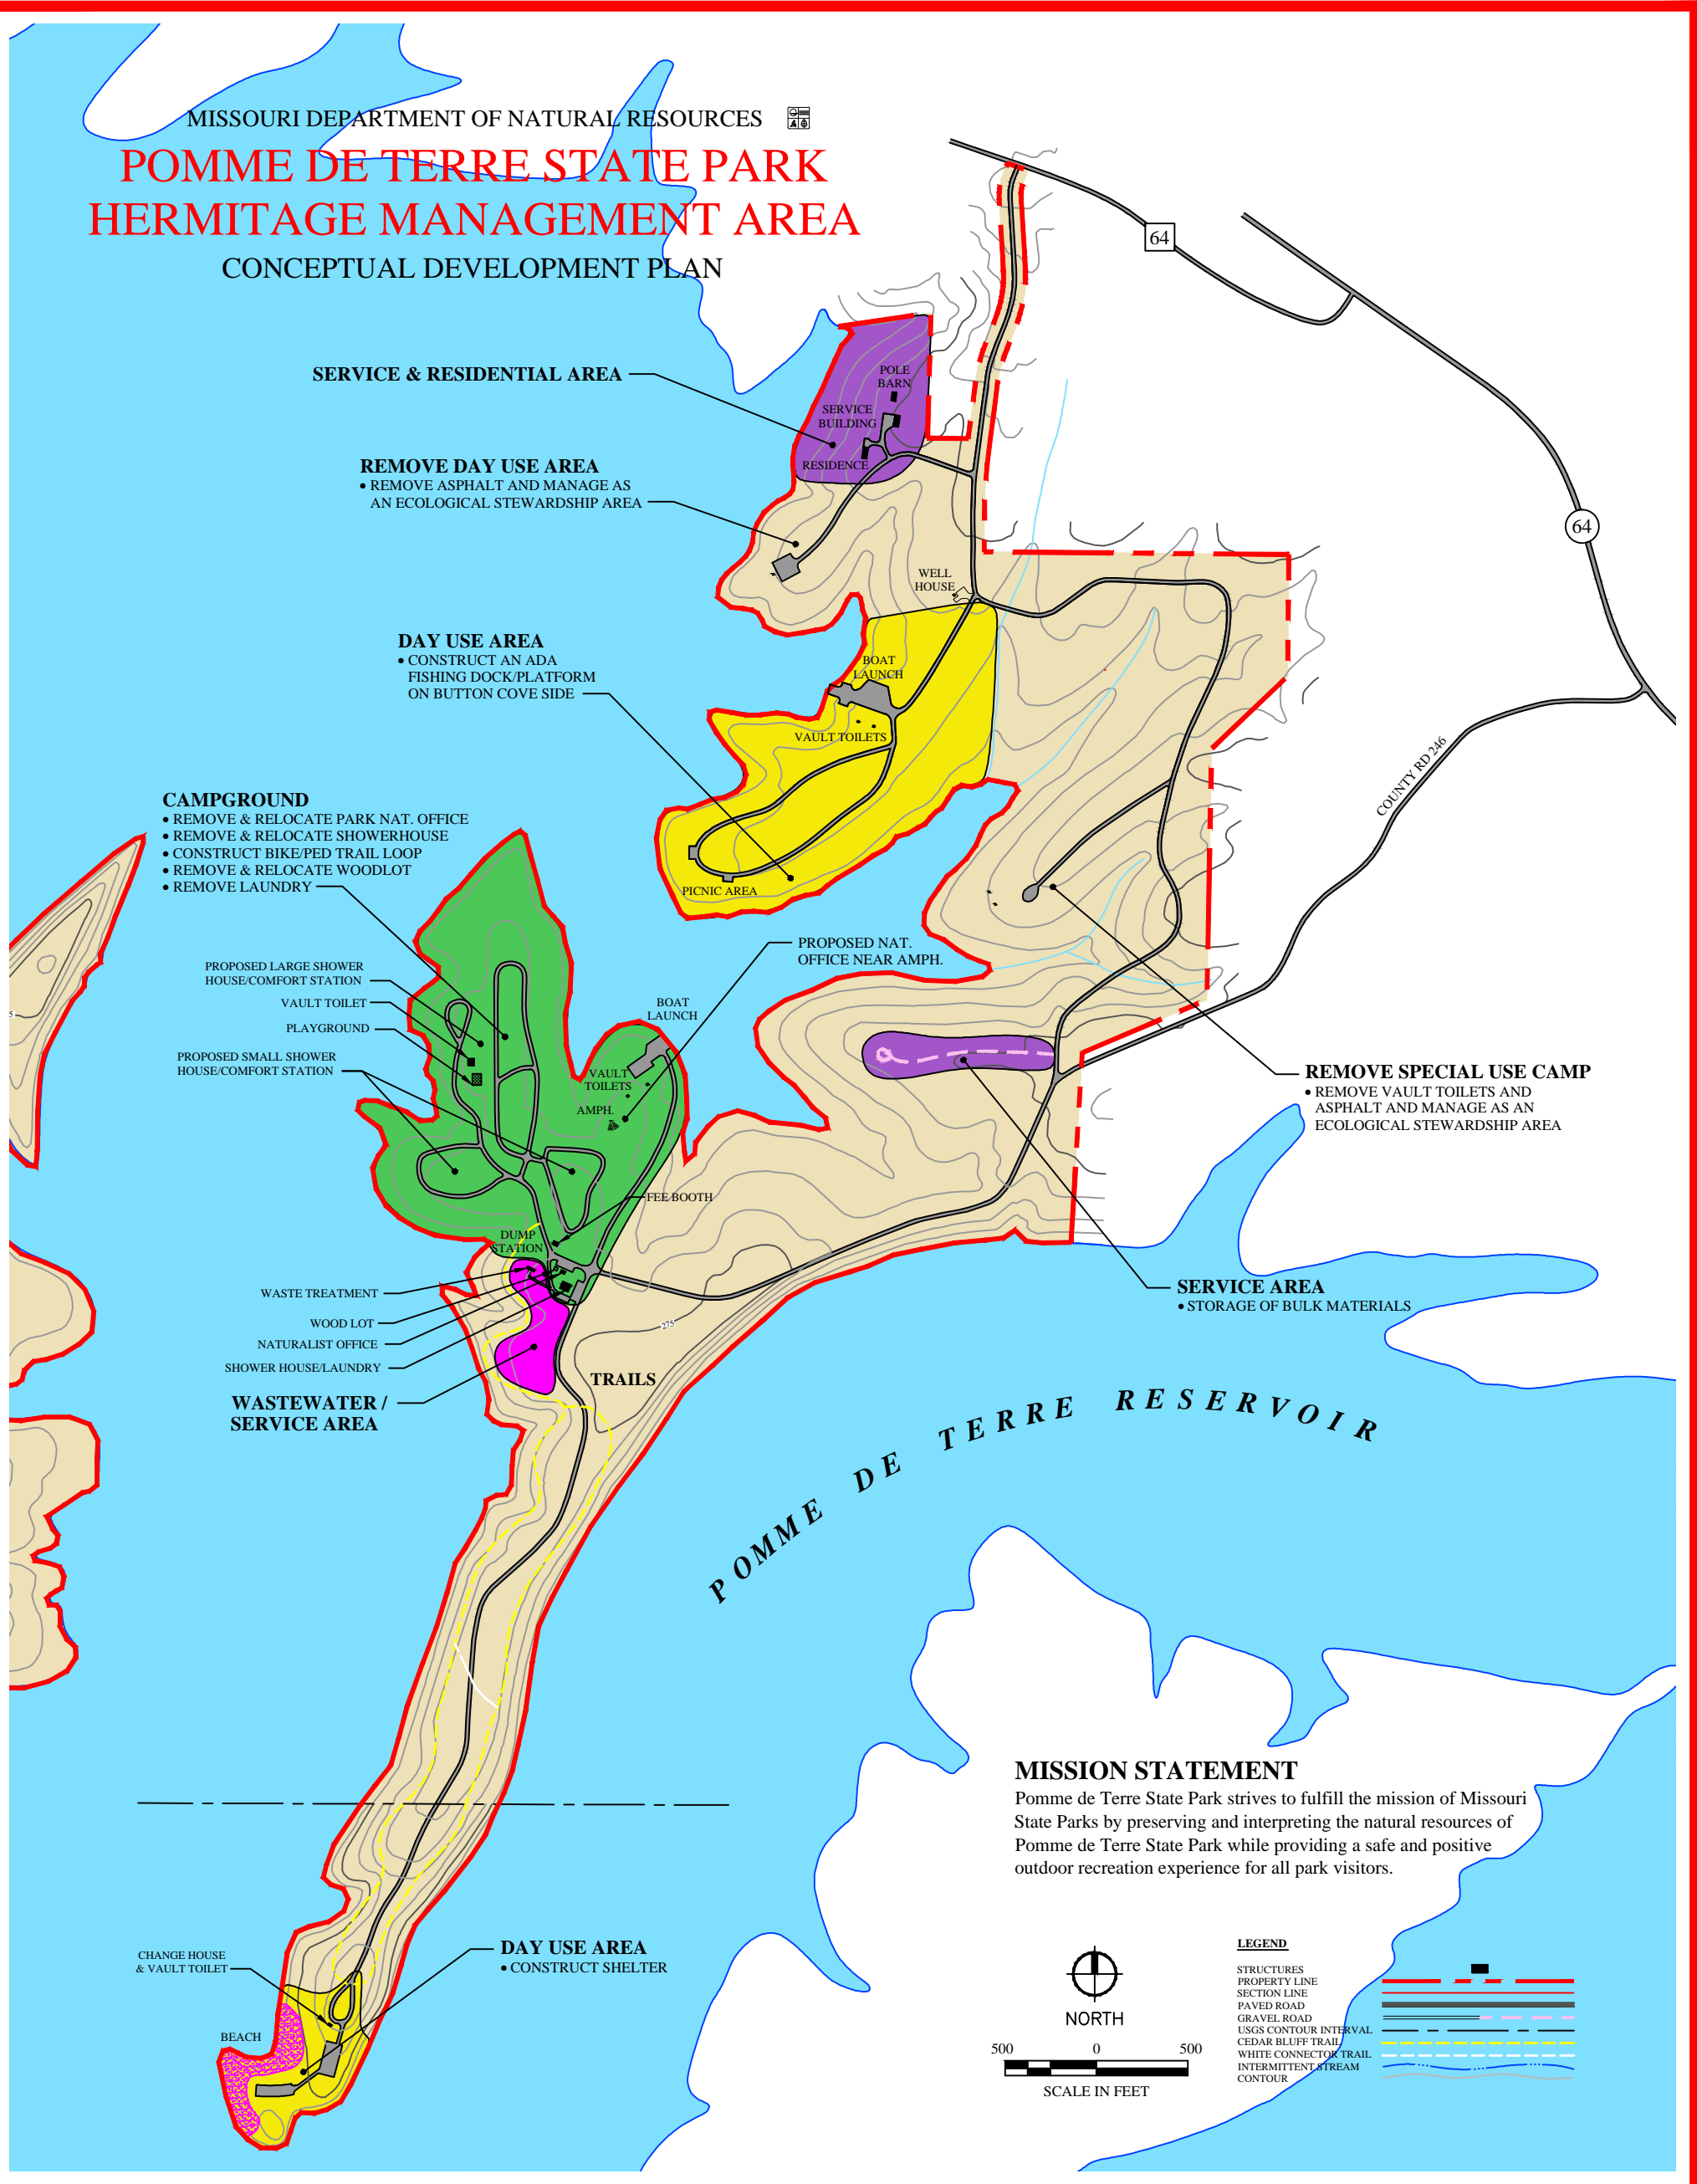 MISSOURI DEPARTMENT OF NATURAL RESOURCES
POMME DE TERRE STATE PARK
HERMITAGE MANAGEMENT AREA
CONCEPTUAL DEVELOPMENT PLAN
64
64
SERVICE & RESIDENTIAL AREA
POLE
BARN
SERVICE
BUILDING
RESIDENCE
REMOVE DAY USE AREA
• REMOVE ASPHALT AND MANAGE AS
AN ECOLOGICAL STEWARDSHIP AREA
WELL
HOUSE
DAY USE AREA
• CONSTRUCT AN ADA
FISHING DOCK/PLATFORM
ON BUTTON COVE SIDE
BOAT
LAUNCH
VAULT TOILETS
PICNIC AREA
COUNTY RD 246
CAMPGROUND
• REMOVE & RELOCATE PARK NAT. OFFICE
• REMOVE & RELOCATE SHOWERHOUSE
• CONSTRUCT BIKE/PED TRAIL LOOP
• REMOVE & RELOCATE WOODLOT
• REMOVE LAUNDRY
PROPOSED NAT.
OFFICE NEAR AMPH.
PROPOSED LARGE SHOWER
HOUSE/COMFORT STATION
VAULT TOILET
PLAYGROUND
PROPOSED SMALL SHOWER
HOUSE/COMFORT STATION
BOAT
LAUNCH
VAULT
TOILETS
AMPH.
5
REMOVE SPECIAL USE CAMP
• REMOVE VAULT TOILETS AND
ASPHALT AND MANAGE AS AN
ECOLOGICAL STEWARDSHIP AREA
FEE BOOTH
DUMP
STATION
SERVICE AREA
• STORAGE OF BULK MATERIALS
WASTE TREATMENT
WOOD LOT
NATURALIST OFFICE
SHOWER HOUSE/LAUNDRY
WASTEWATER /
SERVICE AREA
275
TRAILS
POMME DE TERRE RESERVOIR
MISSION STATEMENT
Pomme de Terre State Park strives to fulfill the mission of Missouri
State Parks by preserving and interpreting the natural resources of
Pomme de Terre State Park while providing a safe and positive
outdoor recreation experience for all park visitors.
CHANGE HOUSE
& VAULT TOILET
DAY USE AREA
• CONSTRUCT SHELTER
BEACH
NORTH
500 0 500
SCALE IN FEET
LEGEND
STRUCTURES
PROPERTY LINE
SECTION LINE
PAVED ROAD
GRAVEL ROAD
USGS CONTOUR INTERVAL
CEDAR BLUFF TRAIL
WHITE CONNECTOR TRAIL
INTERMITTENT STREAM
CONTOUR